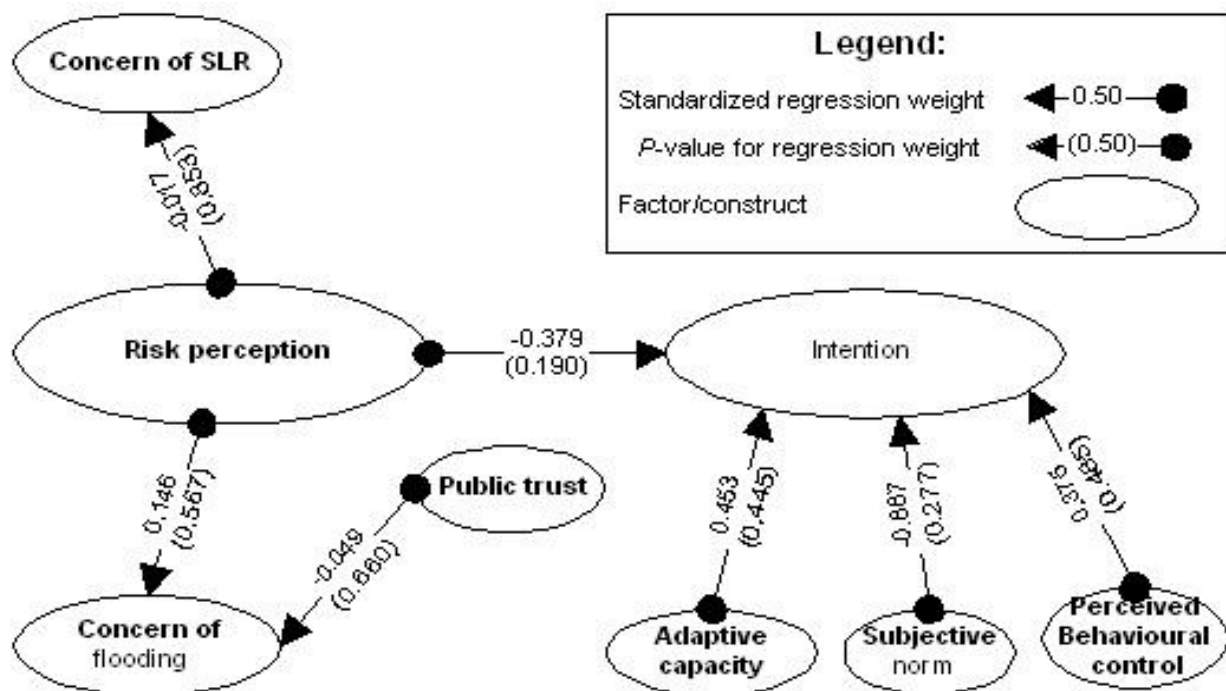 Concern of SLR
Legend:
Standardized regression weight
0.50
P-value for regression weight
(0.50)
Factor/construct
-0.017
(0.853)
Risk perception
-0.379
(0.190)
Intention
0.146
(0.567)
Public trust
-0.049
(0.660)
0.453
(0.445)
-0.887
(0.277)
0.376
(0.485)
Concern of
flooding
Adaptive
capacity
Subjective
norm
Perceived
Behavioural
control